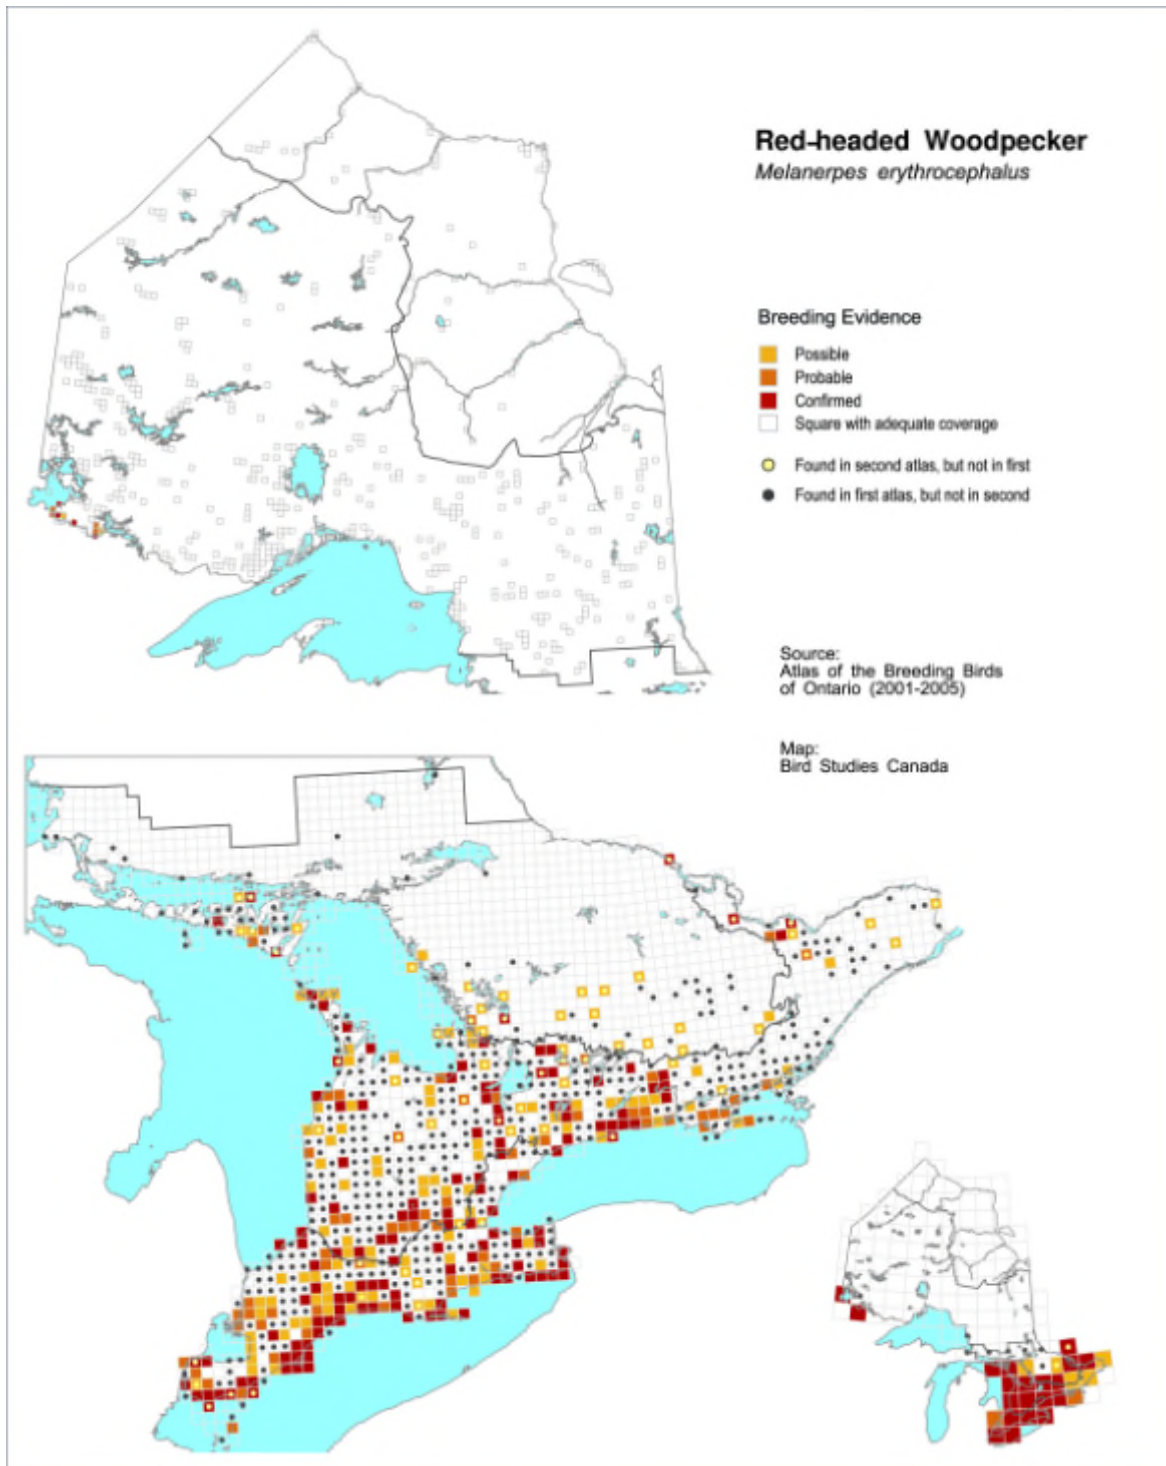 Red-headed Woodpecker
Melanerpes erythrocephalus
Breeding Evidence
Possible
Probable
Confirmed
Square with adequate coverage
Found in second atlas, but not in first
Found in first atlas, but not in second
Source:
Atlas of the Breeding Birds
of Ontario (2001-2005)
Map:
Bird Studies Canada